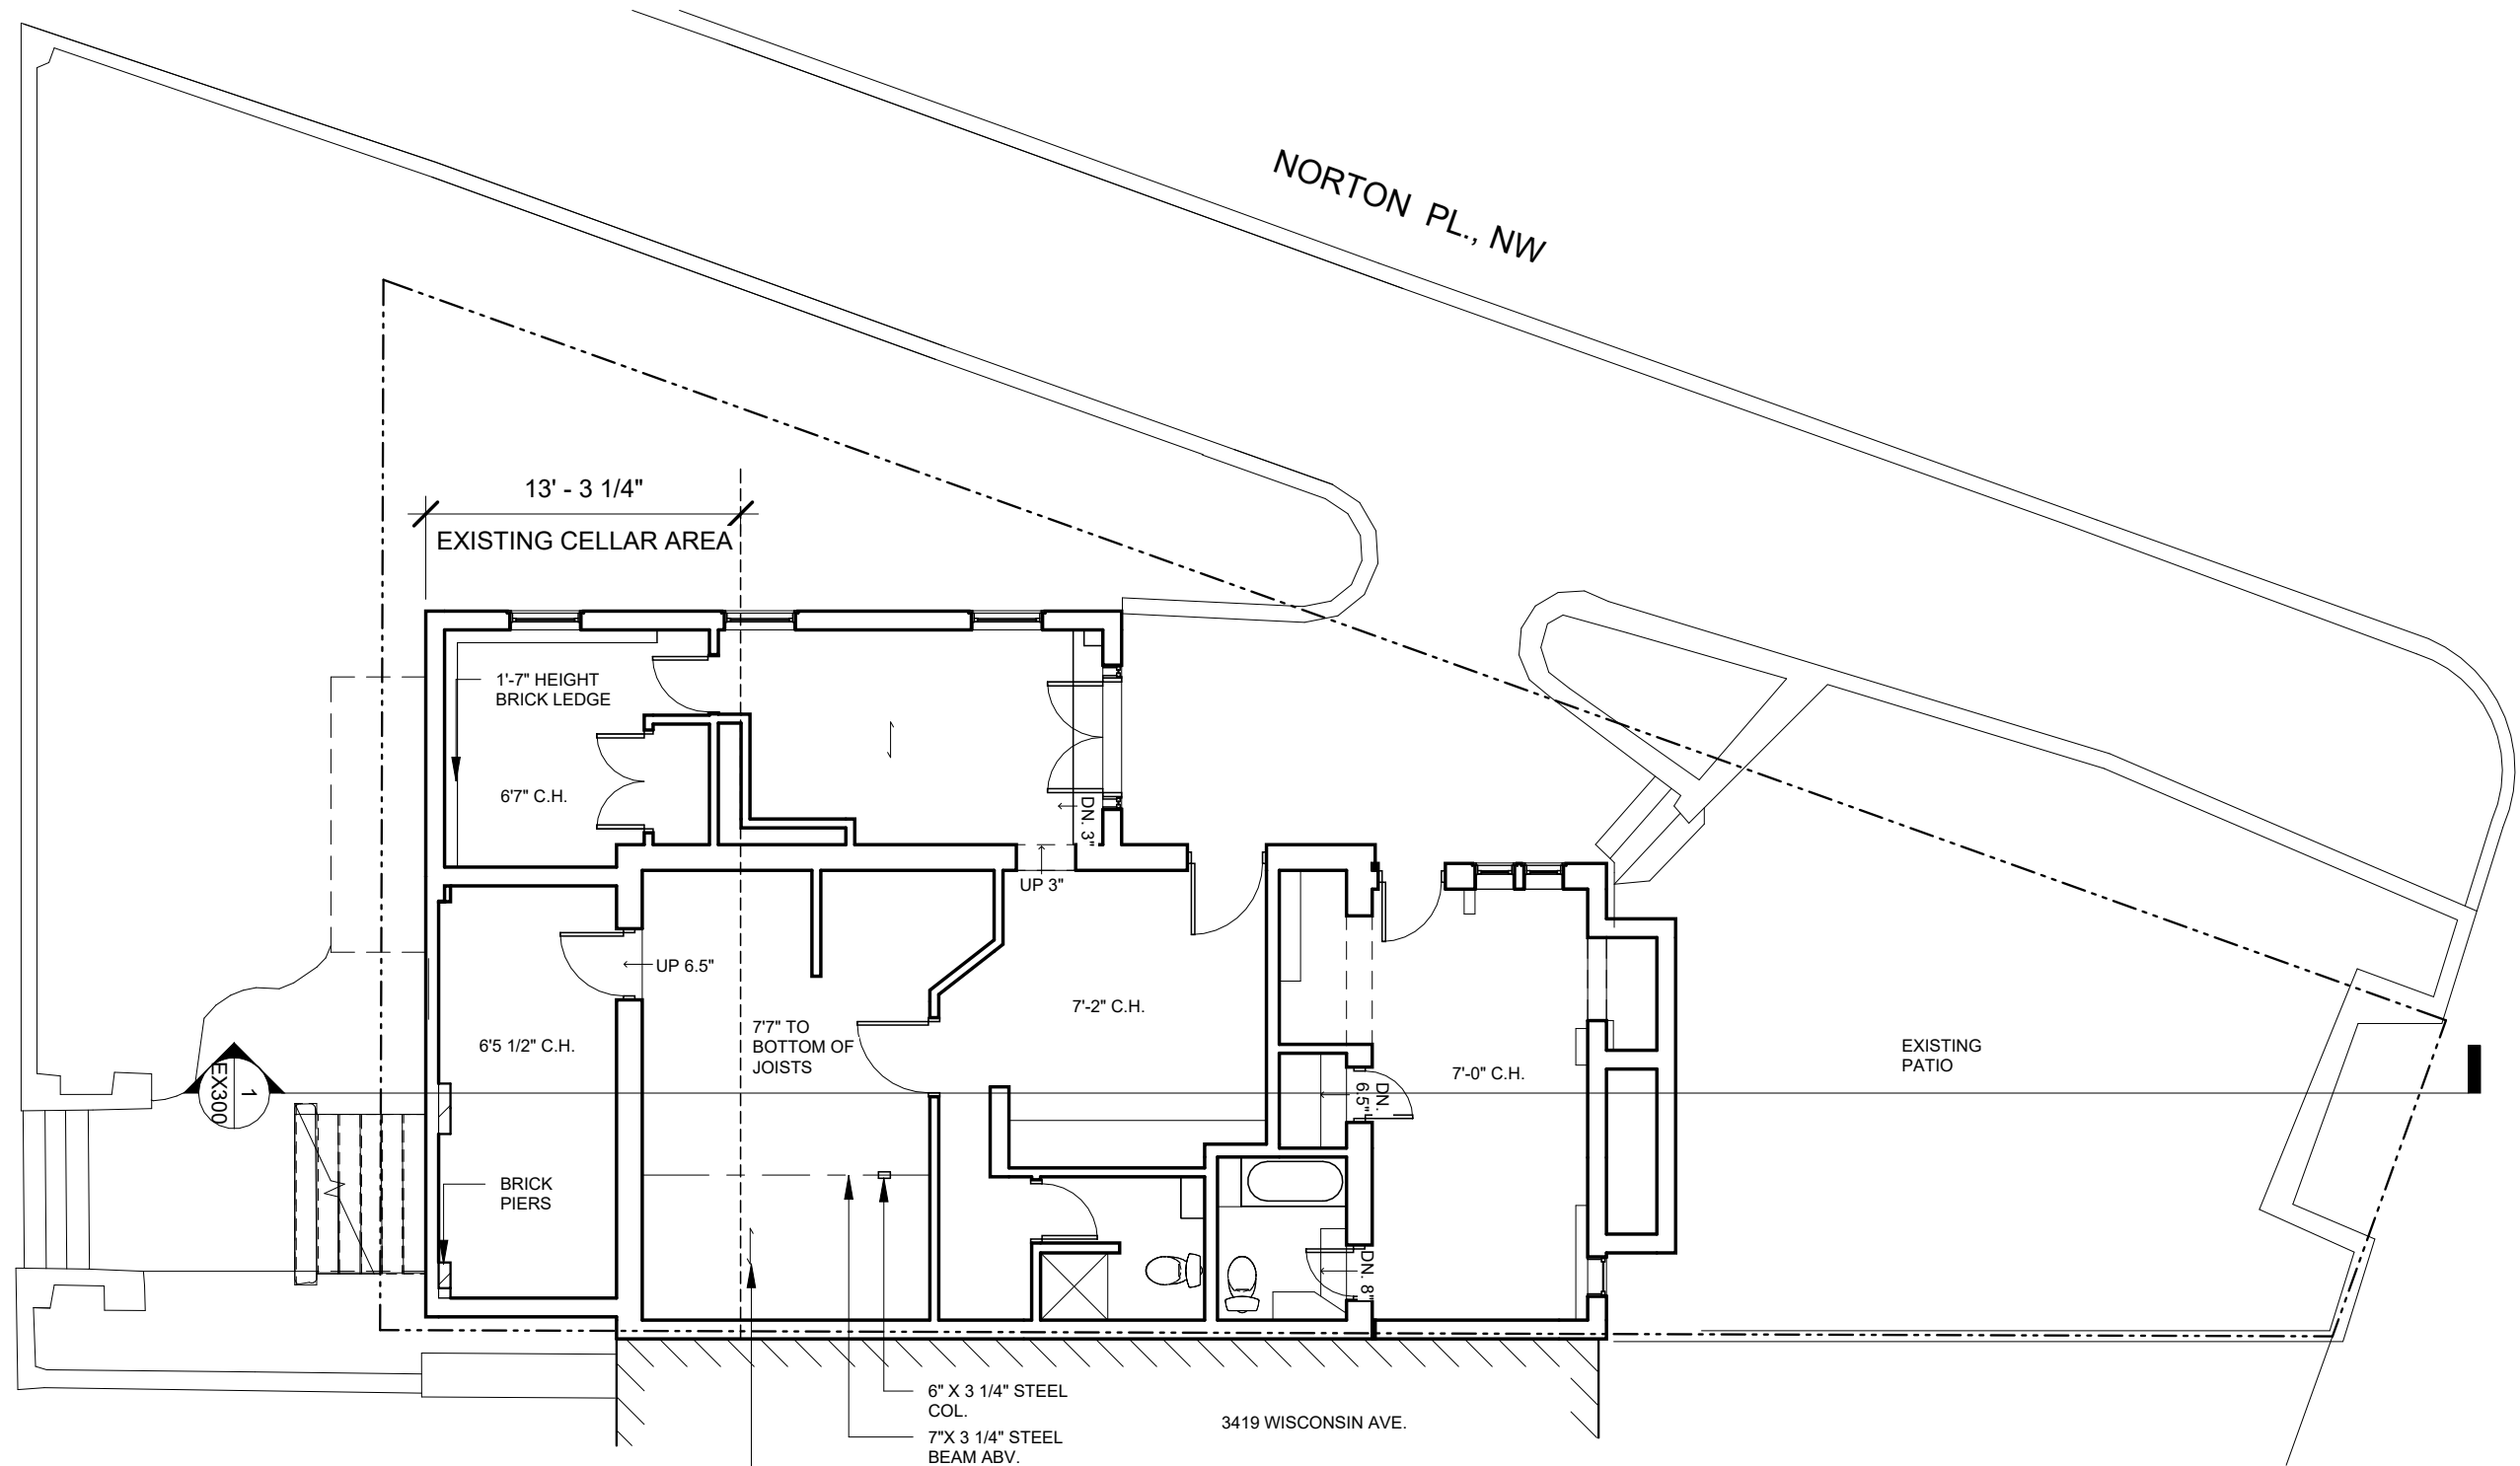 NORTON PL., NW
13' - 3 1/4"
EXISTING CELLAR AREA
1'-7" HEIGHT
BRICK LEDGE
6'7" C.H.
DN. 3"
UP 3"
UP 6.5"
7'-2" C.H.
7'7" TO
BOTTOM OF
JOISTS
6'5 1/2" C.H.
EXISTING
PATIO
7'-0" C.H.
1
EX300
DN.
6.5"
BRICK
PIERS
DN. 8"
6" X 3 1/4" STEEL
COL.
3419 WISCONSIN AVE.
7"X 3 1/4" STEEL
BEAM ABV.